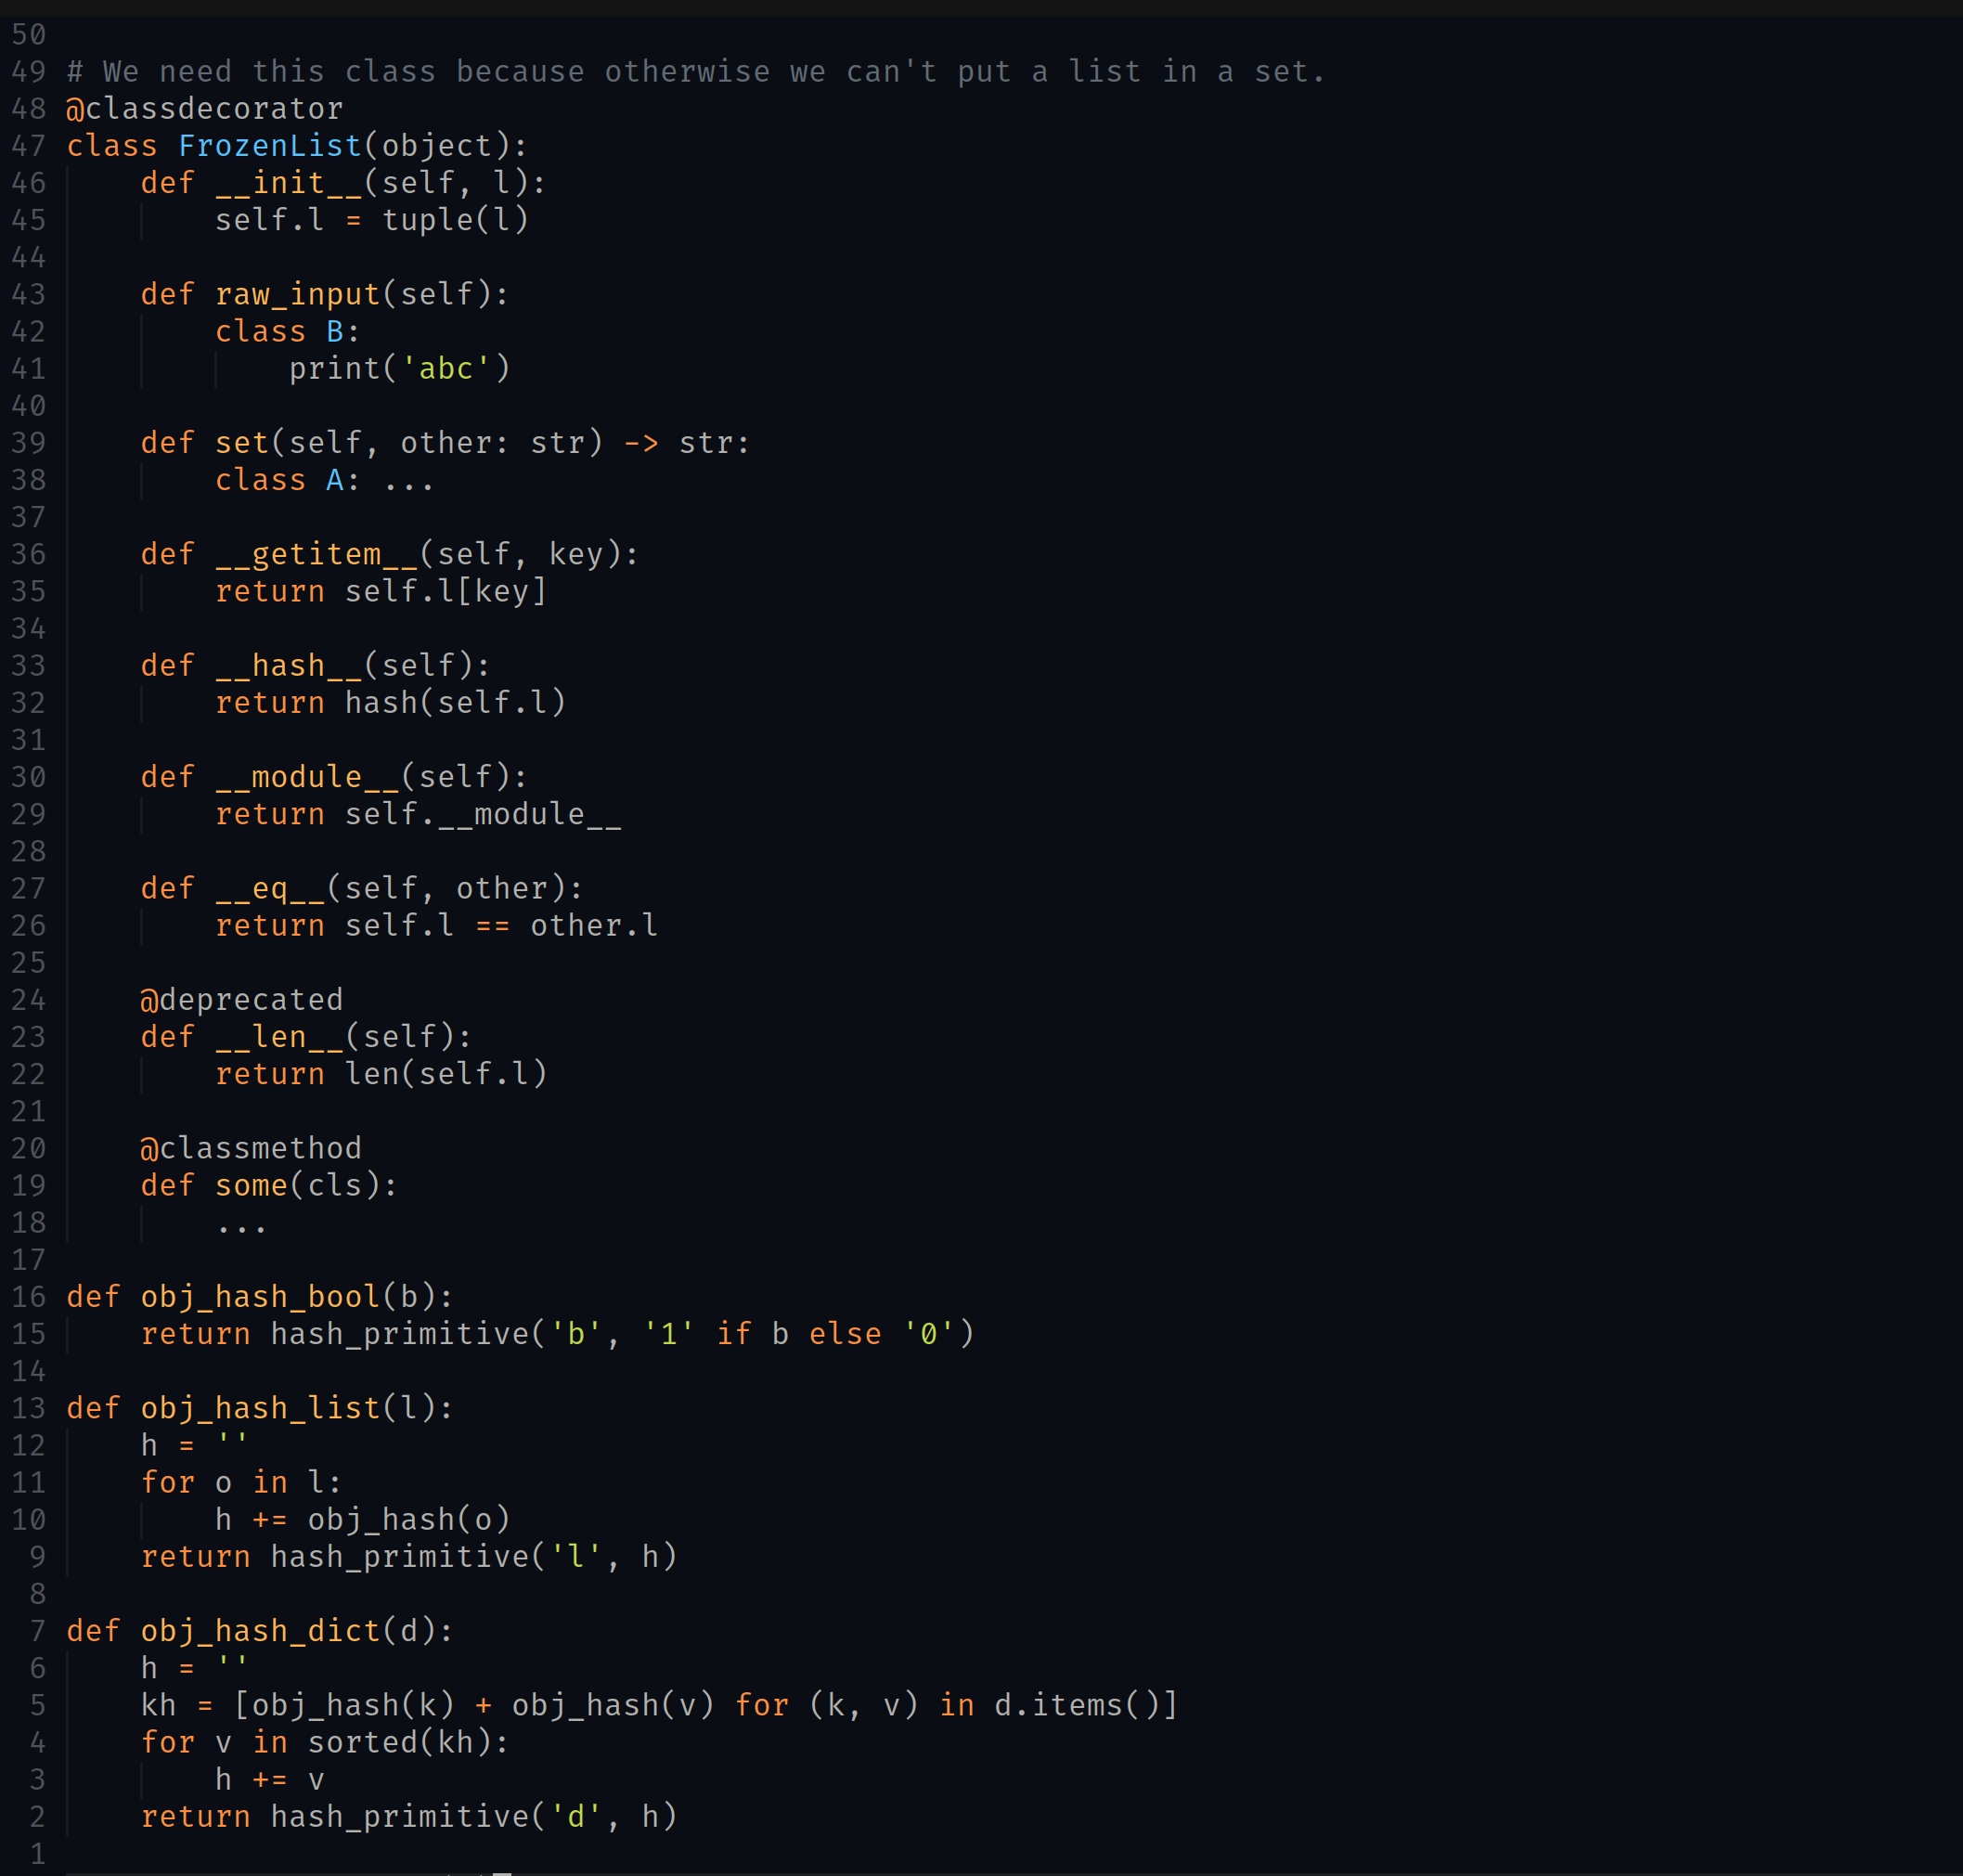 50
49 # We need this class because otherwise we can't put a list in a set.
48 @classdecorator
47 class FrozenList(object):
46     def __init__(self, l):
45         self.l = tuple(l)
44
43     def raw_input(self):
42         class B:
41             print('abc')
40
39     def set(self, other: str) -> str:
38         class A: ...
37
36     def __getitem__(self, key):
35         return self.l[key]
34
33     def __hash__(self):
32         return hash(self.l)
31
30     def __module__(self):
29         return self.__module__
28
27     def __eq__(self, other):
26         return self.l == other.l
25
24     @deprecated
23     def __len__(self):
22         return len(self.l)
21
20     @classmethod
19     def some(cls):
18         ...
17
16 def obj_hash_bool(b):
15     return hash_primitive('b', '1' if b else '0')
14
13 def obj_hash_list(l):
12     h = ''
11     for o in l:
10         h += obj_hash(o)
9     return hash_primitive('l', h)
8
7 def obj_hash_dict(d):
6     h = ''
5     kh = [obj_hash(k) + obj_hash(v) for (k, v) in d.items()]
4     for v in sorted(kh):
3         h += v
2     return hash_primitive('d', h)
1